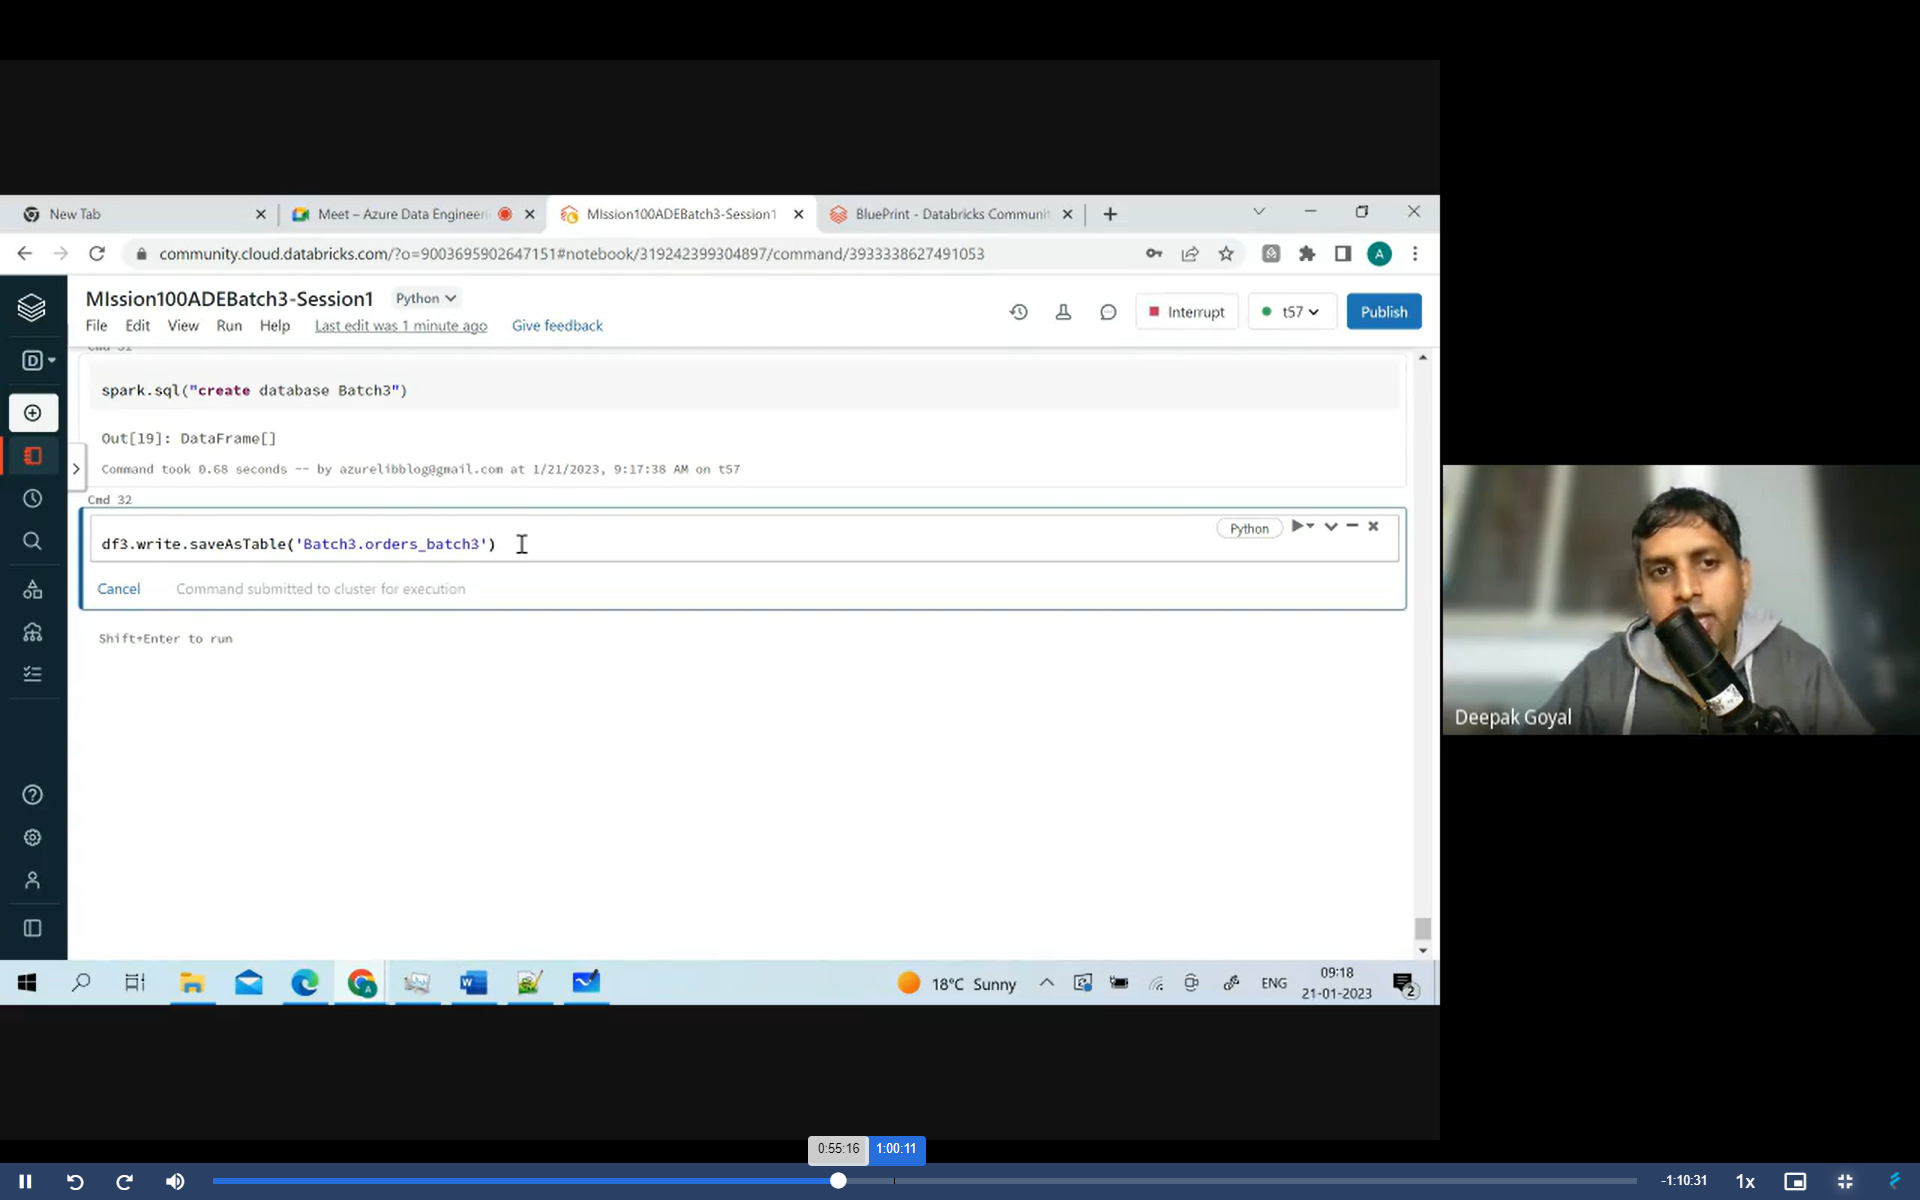 New Tab
Meet – Azure Data Engineeri
MIssion100ADEBatch3-Session1
BluePrint - Databricks Communit
community.cloud.databricks.com/?o=9003695902647151#notebook/319242399304897/command/3933338627491053
A
MIssion100ADEBatch3-Session1
Python
File Edit View Run Help Last edit was 1 minute ago Give feedback
Interrupt
t57
Publish
D
Cmd 31
spark.sql("create database Batch3")
Out[19]: DataFrame[]
Command took 0.68 seconds -- by azurelibblog@gmail.com at 1/21/2023, 9:17:38 AM on t57
Cmd 32
Python
df3.write.saveAsTable('Batch3.orders_batch3')
Cancel Command submitted to cluster for execution
Shift+Enter to run
Deepak Goyal
18°C Sunny
ENG
09:18
21-01-2023
2
0:55:16
1:00:11
-1:10:31
1x